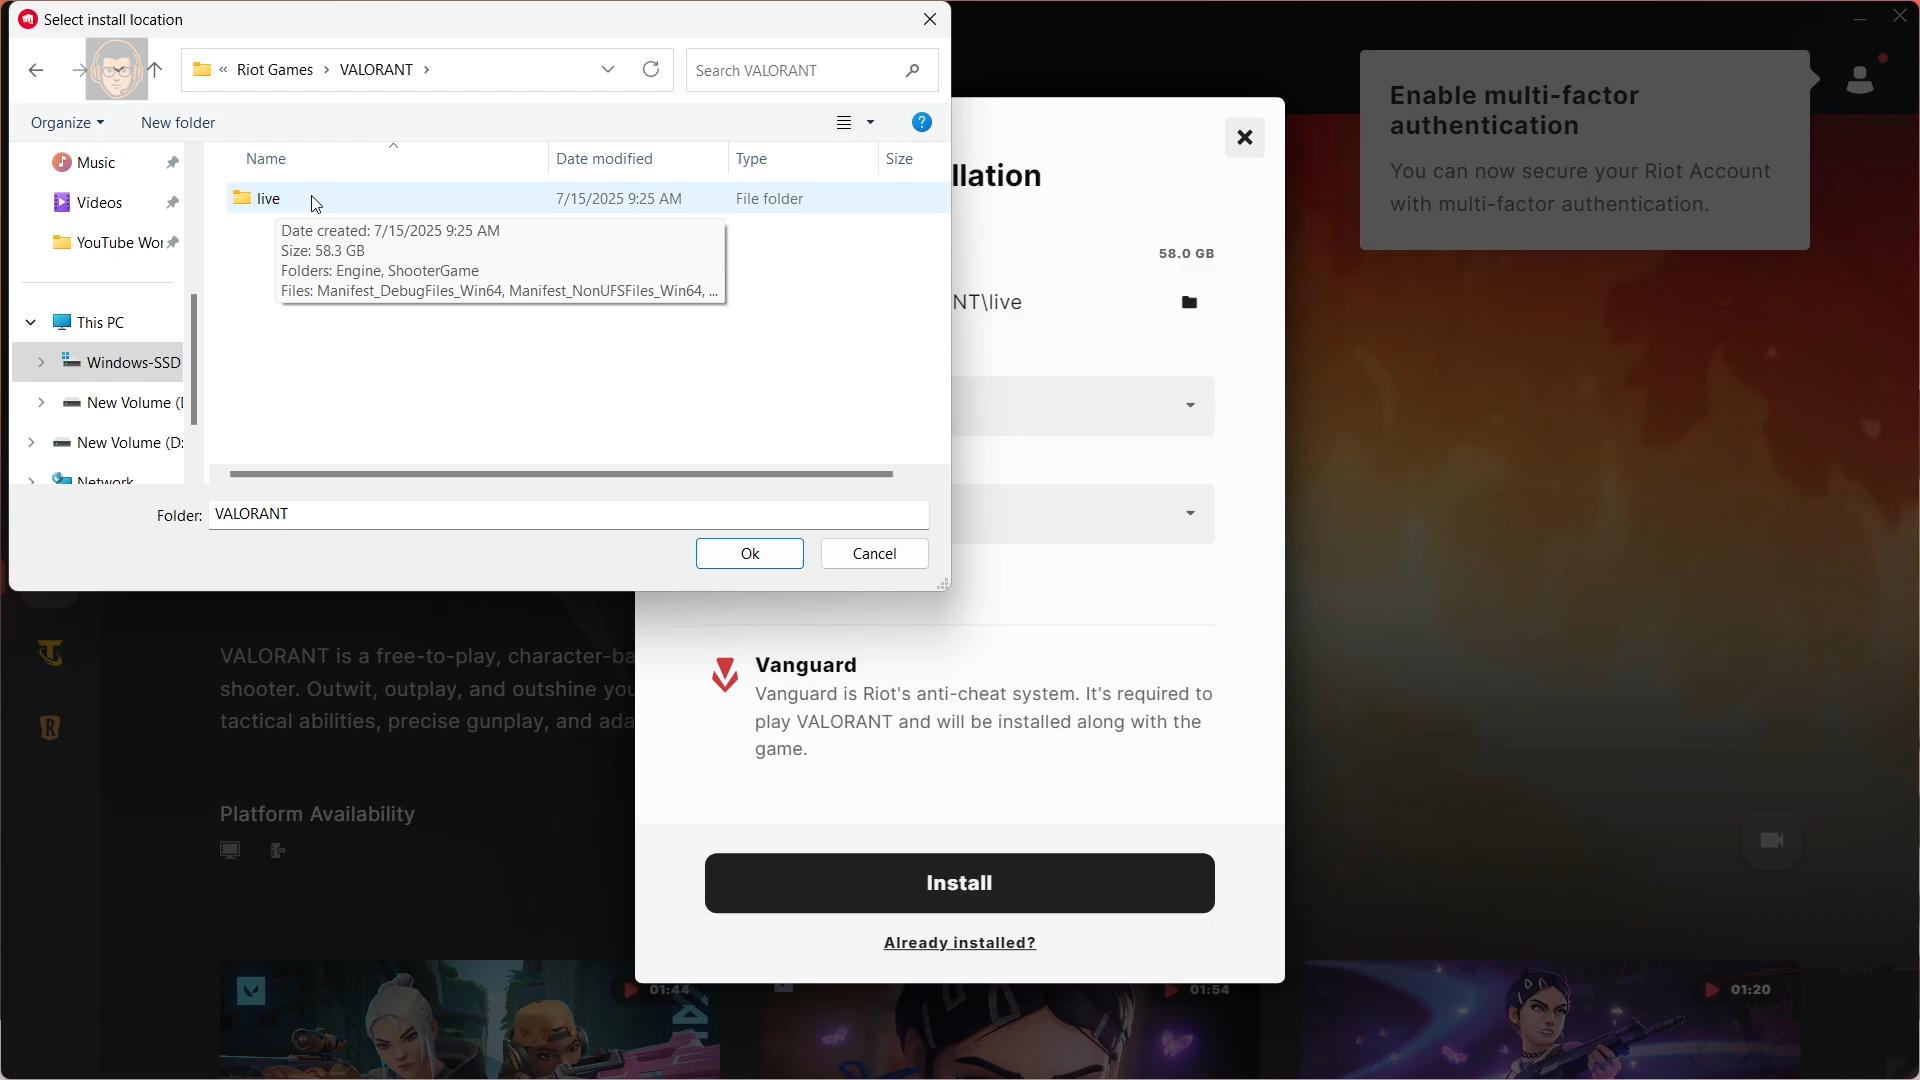 Select install location
« Riot Games › VALORANT ›
Search VALORANT
Organize
New folder
Music
Videos
YouTube Wor
This PC
Windows-SSD
New Volume (
New Volume (D:
Network
Name
Date modified
Type
Size
live
7/15/2025 9:25 AM
File folder
Date created: 7/15/2025 9:25 AM
Size: 58.3 GB
Folders: Engine, ShooterGame
Files: Manifest_DebugFiles_Win64, Manifest_NonUFSFiles_Win64, ...
Folder:
VALORANT
Ok
Cancel
llation
58.0 GB
NT\live
Vanguard
Vanguard is Riot's anti-cheat system. It's required to
play VALORANT and will be installed along with the
game.
Install
Already installed?
Enable multi-factor
authentication
You can now secure your Riot Account
with multi-factor authentication.
VALORANT is a free-to-play, character-ba
shooter. Outwit, outplay, and outshine you
tactical abilities, precise gunplay, and ada
Platform Availability
01:44
01:54
01:20